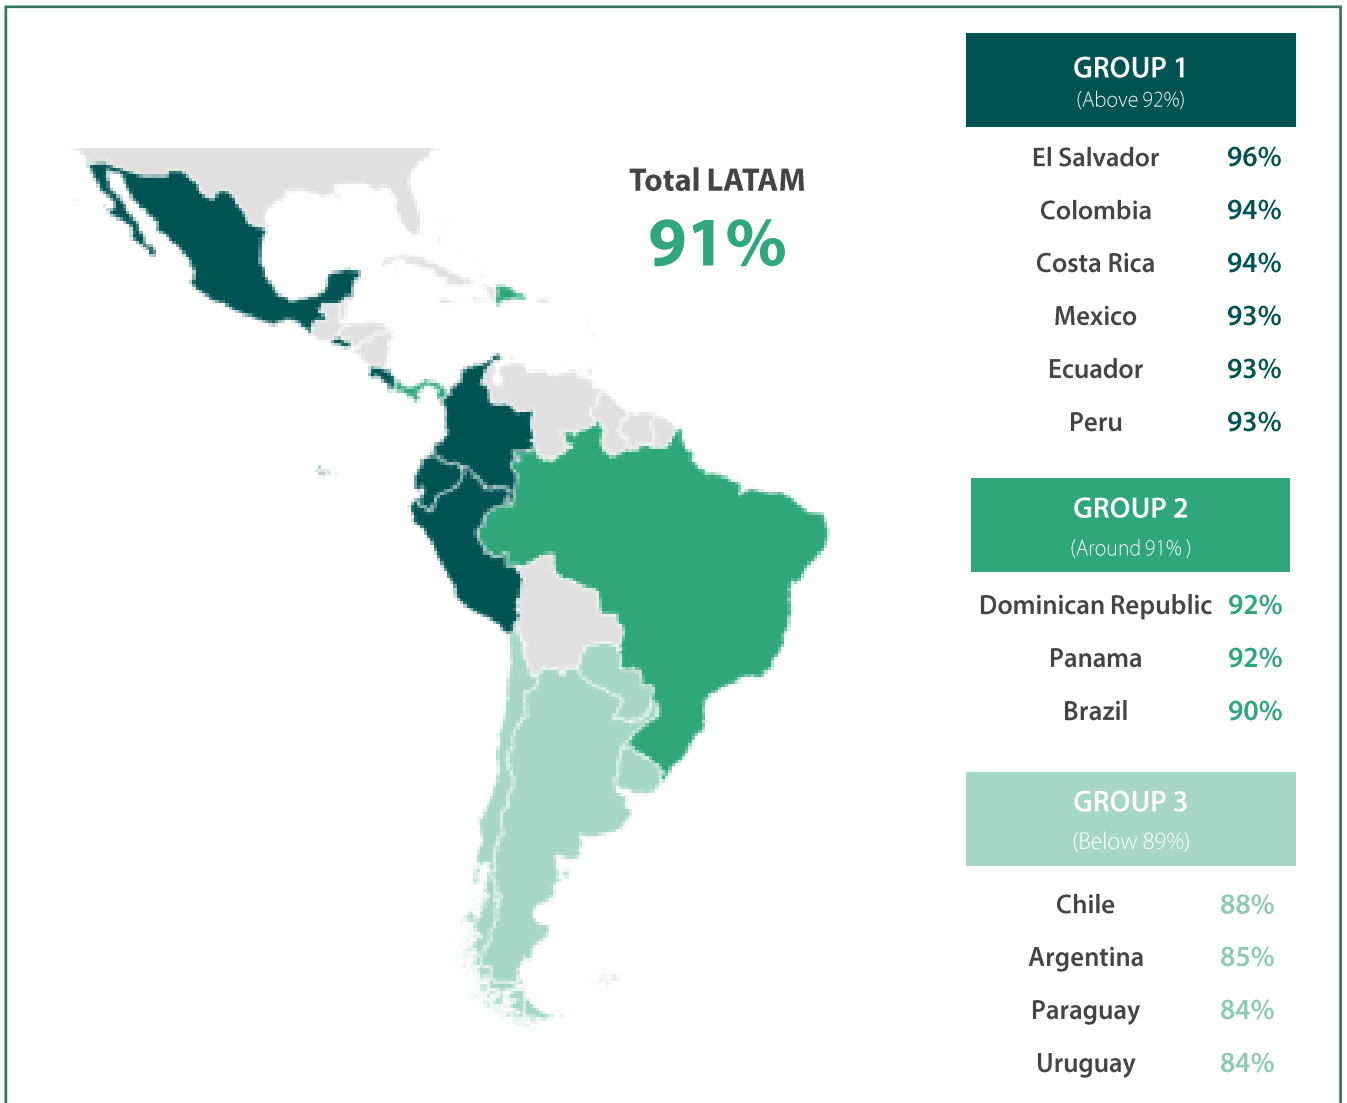 Total LATAM
91%
GROUP 1
(Above 92%)
El Salvador 96%
Colombia 94%
Costa Rica 94%
Mexico 93%
Ecuador 93%
Peru 93%
GROUP 2
(Around 91% )
Dominican Republic 92%
Panama 92%
Brazil 90%
GROUP 3
(Below 89%)
Chile 88%
Argentina 85%
Paraguay 84%
Uruguay 84%